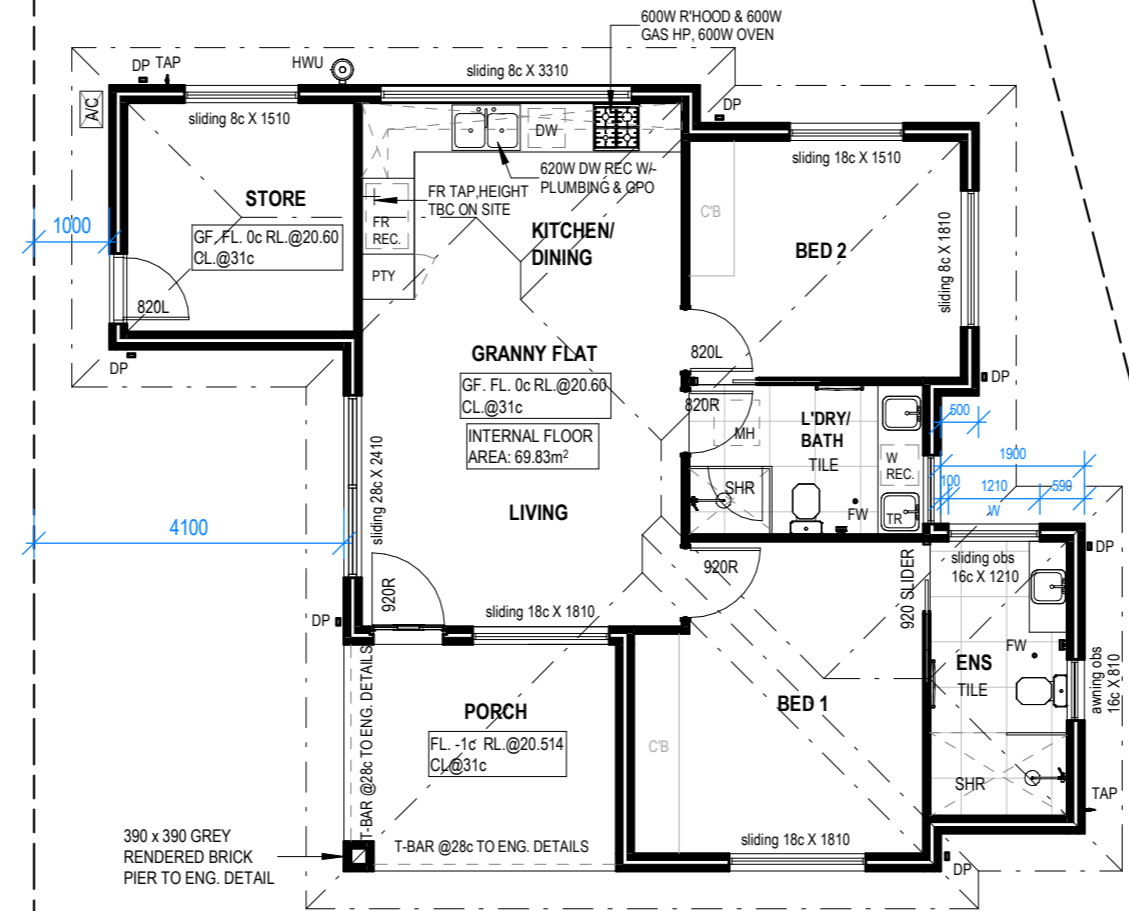 600W R'HOOD & 600W
GAS HP, 600W OVEN
DP
TAP
HWU
sliding 8c X 3310
A/C
sliding 8c X 1510
DP
DW
sliding 18c X 1510
620W DW REC W/-
PLUMBING & GPO
STORE
FR TAP,HEIGHT
TBC ON SITE
C'B
1000
GF. FL. 0c RL.@20.60
CL.@31c
FR
REC.
KITCHEN/
DINING
BED 2
sliding 8c X 1810
PTY
820L
GRANNY FLAT
820L
DP
GF. FL. 0c RL.@20.60
CL.@31c
DP
820R
MH
L'DRY/
BATH
TILE
500
INTERNAL FLOOR
AREA: 69.83m²
W
REC.
1900
sliding 28c X 2410
SHR
100
1210
590
LIVING
FW
TR
W
4100
DP
920R
920 SLIDER
sliding obs
16c X 1210
920R
sliding 18c X 1810
DP
FW
T-BAR @28c TO ENG. DETAILS
ENS
TILE
awning obs
16c X 810
PORCH
BED 1
FL. -1c RL.@20.514
CL@31c
C'B
SHR
TAP
390 x 390 GREY
RENDERED BRICK
PIER TO ENG. DETAIL
T-BAR @28c TO ENG. DETAILS
sliding 18c X 1810
DP